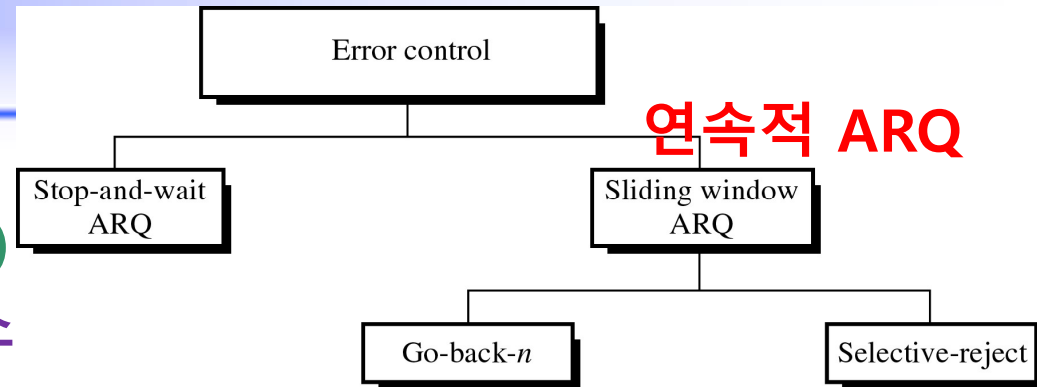 Error control
연속적 ARQ
Stop-and-wait
ARQ
Sliding window
ARQ
Go-back-n
Selective-reject